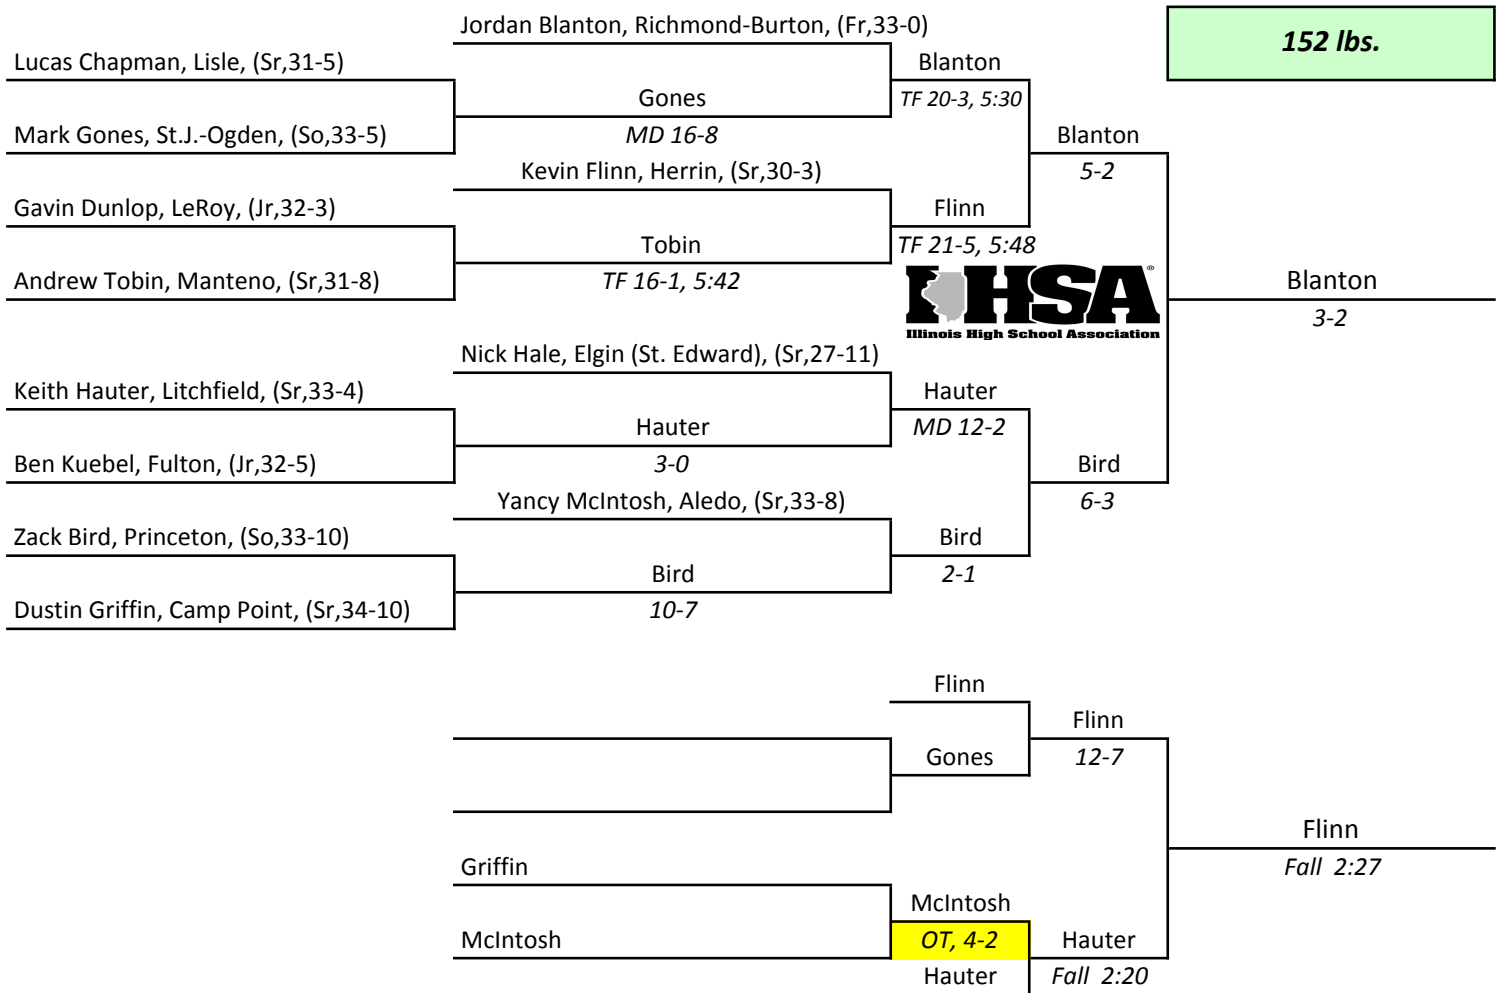 Jordan Blanton, Richmond-Burton, (Fr,33-0)
152 lbs.
Lucas Chapman, Lisle, (Sr,31-5)
Blanton
Gones
TF 20-3, 5:30
Mark Gones, St.J.-Ogden, (So,33-5)
MD 16-8
Blanton
Kevin Flinn, Herrin, (Sr,30-3)
5-2
Gavin Dunlop, LeRoy, (Jr,32-3)
Flinn
Tobin
TF 21-5, 5:48
Andrew Tobin, Manteno, (Sr,31-8)
TF 16-1, 5:42
IHSA
®
Illinois High School Association
Blanton
3-2
Nick Hale, Elgin (St. Edward), (Sr,27-11)
Keith Hauter, Litchfield, (Sr,33-4)
Hauter
Hauter
MD 12-2
Ben Kuebel, Fulton, (Jr,32-5)
3-0
Bird
Yancy McIntosh, Aledo, (Sr,33-8)
6-3
Zack Bird, Princeton, (So,33-10)
Bird
Bird
2-1
Dustin Griffin, Camp Point, (Sr,34-10)
10-7
Flinn
Flinn
Gones
12-7
Flinn
Griffin
Fall 2:27
McIntosh
McIntosh
OT, 4-2
Hauter
Hauter
Fall 2:20